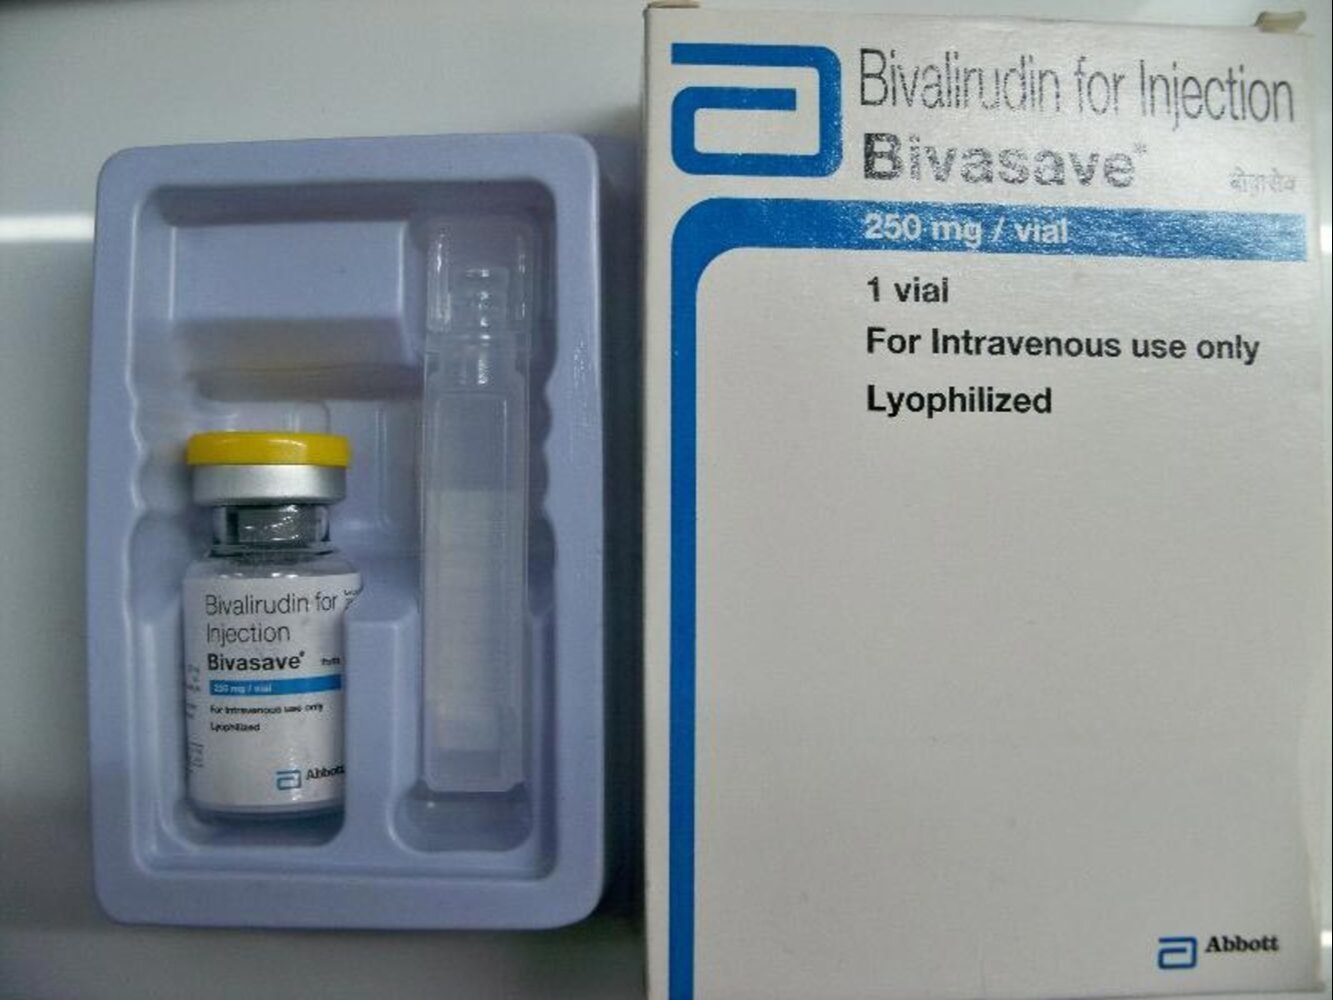 Bivalirudin for Injection
Bivasave*
250 mg / vial
1 vial
For Intravenous use only
Lyophilized
Abbott
Bivalirudin for
Injection
Bivasave*
250 mg / vial
For Intravenous use only
Lyophilized
Abbott